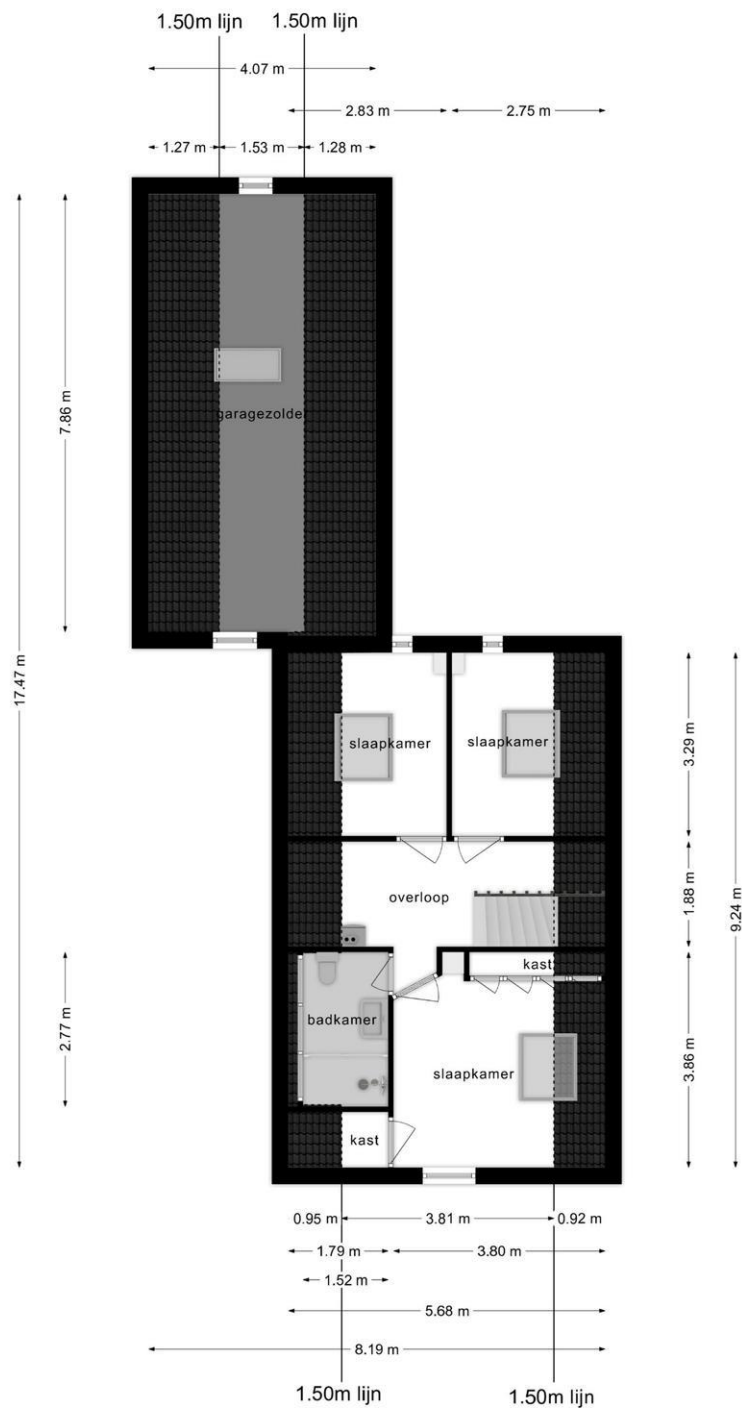 1.50m lijn 1.50m lijn
4.07 m
2.83 m 2.75 m
1.27 m 1.53 m 1.28 m
garagezolder
7.86 m
17.47 m
slaapkamer slaapkamer
3.29 m
overloop
1.88 m
9.24 m
kast
badkamer
2.77 m
slaapkamer
3.86 m
kast
0.95 m 3.81 m 0.92 m
1.79 m 3.80 m
1.52 m
5.68 m
8.19 m
1.50m lijn 1.50m lijn